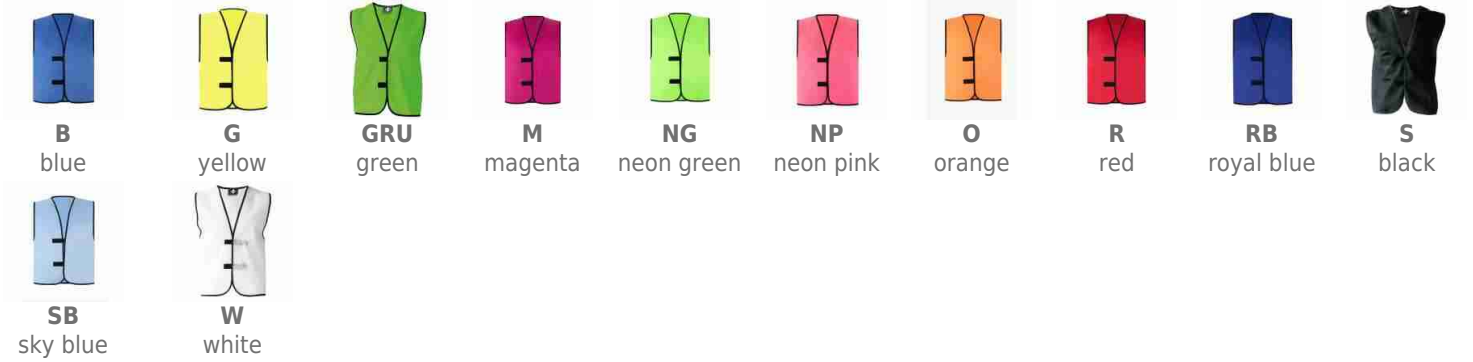 B G GRU M NG NP O R RB S
blue yellow green magenta neon green neon pink orange red royal blue black
SB W
sky blue white